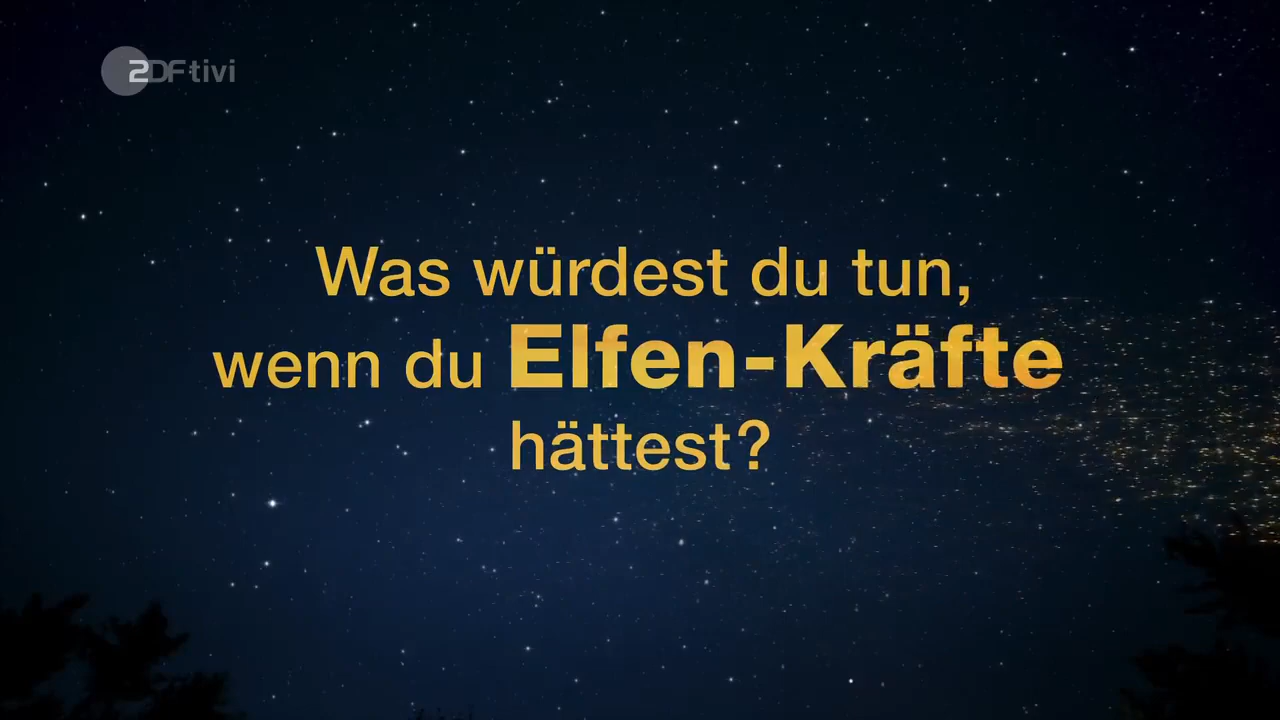 ZDFtivi
Was würdest du tun,
wenn du Elfen-Kräfte
hättest?